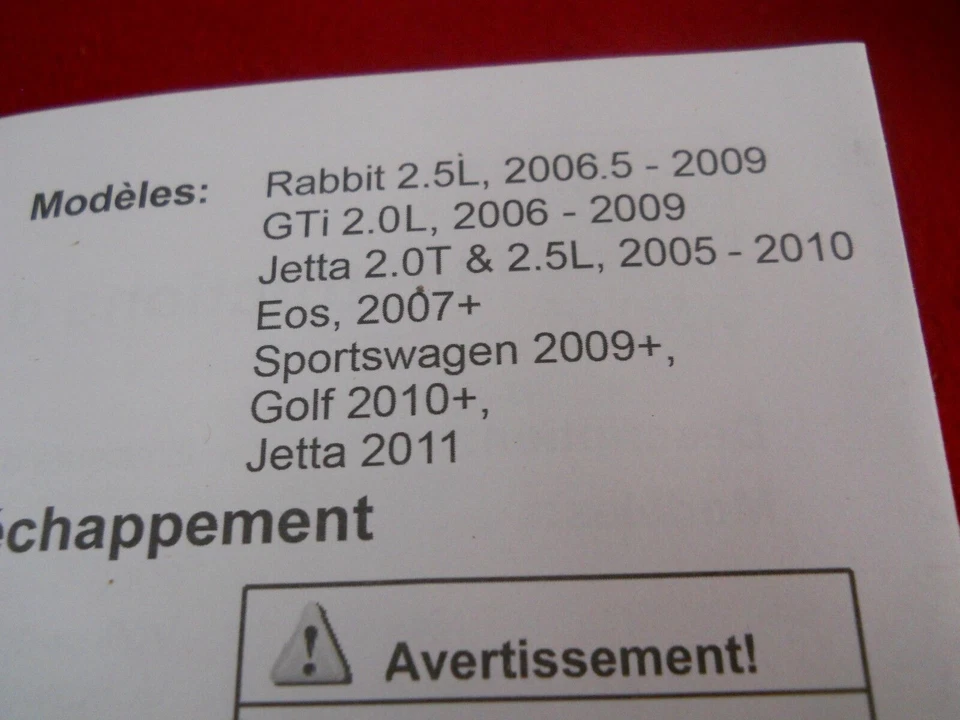 Modèles: Rabbit 2.5L, 2006.5 - 2009
GTi 2.0L, 2006 - 2009
Jetta 2.0T & 2.5L, 2005 - 2010
Eos, 2007+
Sportswagen 2009+,
Golf 2010+,
Jetta 2011
échappement
Avertissement!